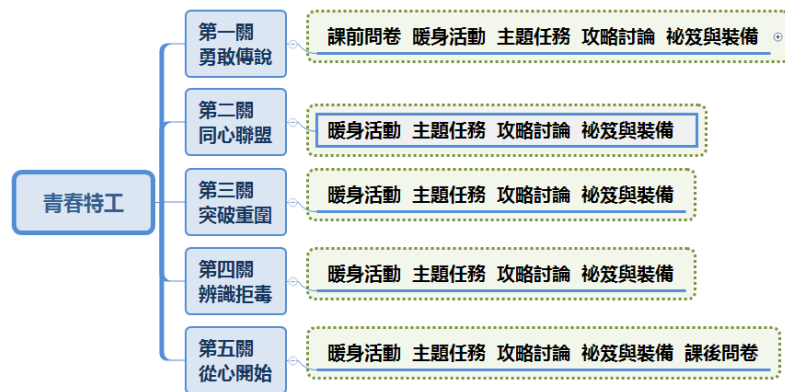 第一關
勇敢傳說
課前問卷 暖身活動 主題任務 攻略討論 祕笈與裝備
第二關
同心聯盟
暖身活動 主題任務 攻略討論 祕笈與裝備
青春特工
第三關
突破重圍
暖身活動 主題任務 攻略討論 祕笈與裝備
第四關
辨識拒毒
暖身活動 主題任務 攻略討論 祕笈與裝備
第五關
從心開始
暖身活動 主題任務 攻略討論 祕笈與裝備 課後問卷